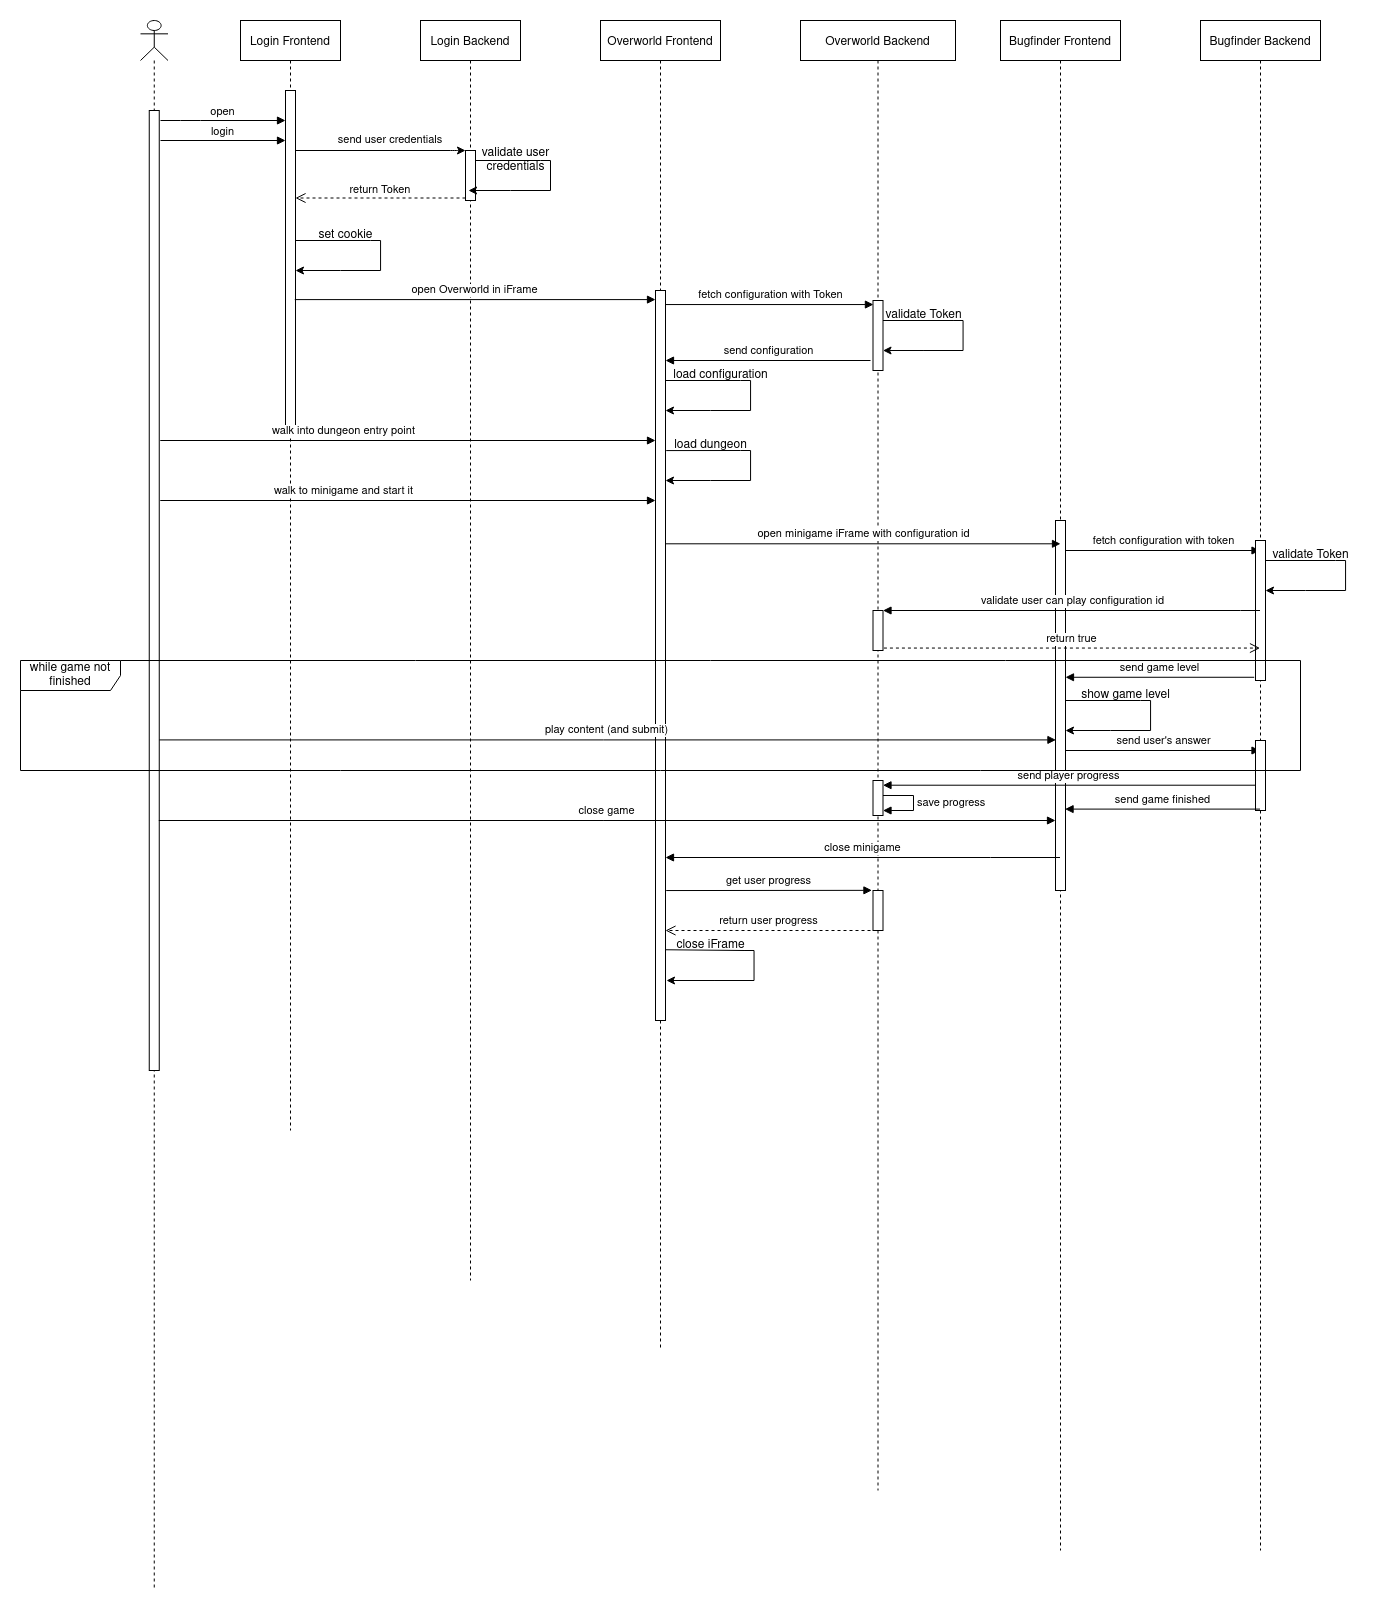 Login Frontend
Login Backend
Overworld Frontend
Overworld Backend
Bugfinder Frontend
Bugfinder Backend
open
login
send user credentials
validate user
credentials
return Token
set cookie
open Overworld in iFrame
fetch configuration with Token
validate Token
send configuration
load configuration
walk into dungeon entry point
load dungeon
walk to minigame and start it
open minigame iFrame with configuration id
fetch configuration with token
validate Token
validate user can play configuration id
return true
while game not
finished
send game level
show game level
play content (and submit)
send user's answer
send player progress
save progress
send game finished
close game
close minigame
get user progress
return user progress
close iFrame